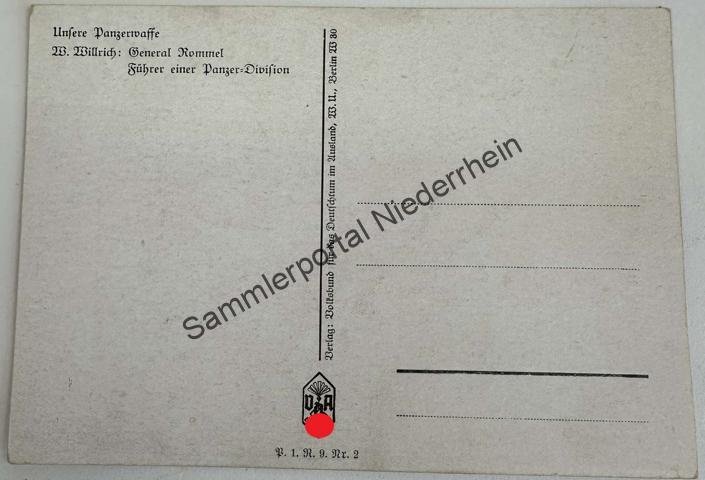 Unsere Panzerwaffe
W. Willrich: General Rommel
Führer einer Panzer=Division
Verlag: Volksbund für das Deutschtum im Ausland, W. U., Berlin W 30
Sammlerportal Niederrhein
VDA
P. 1. R. 9. Nr. 2